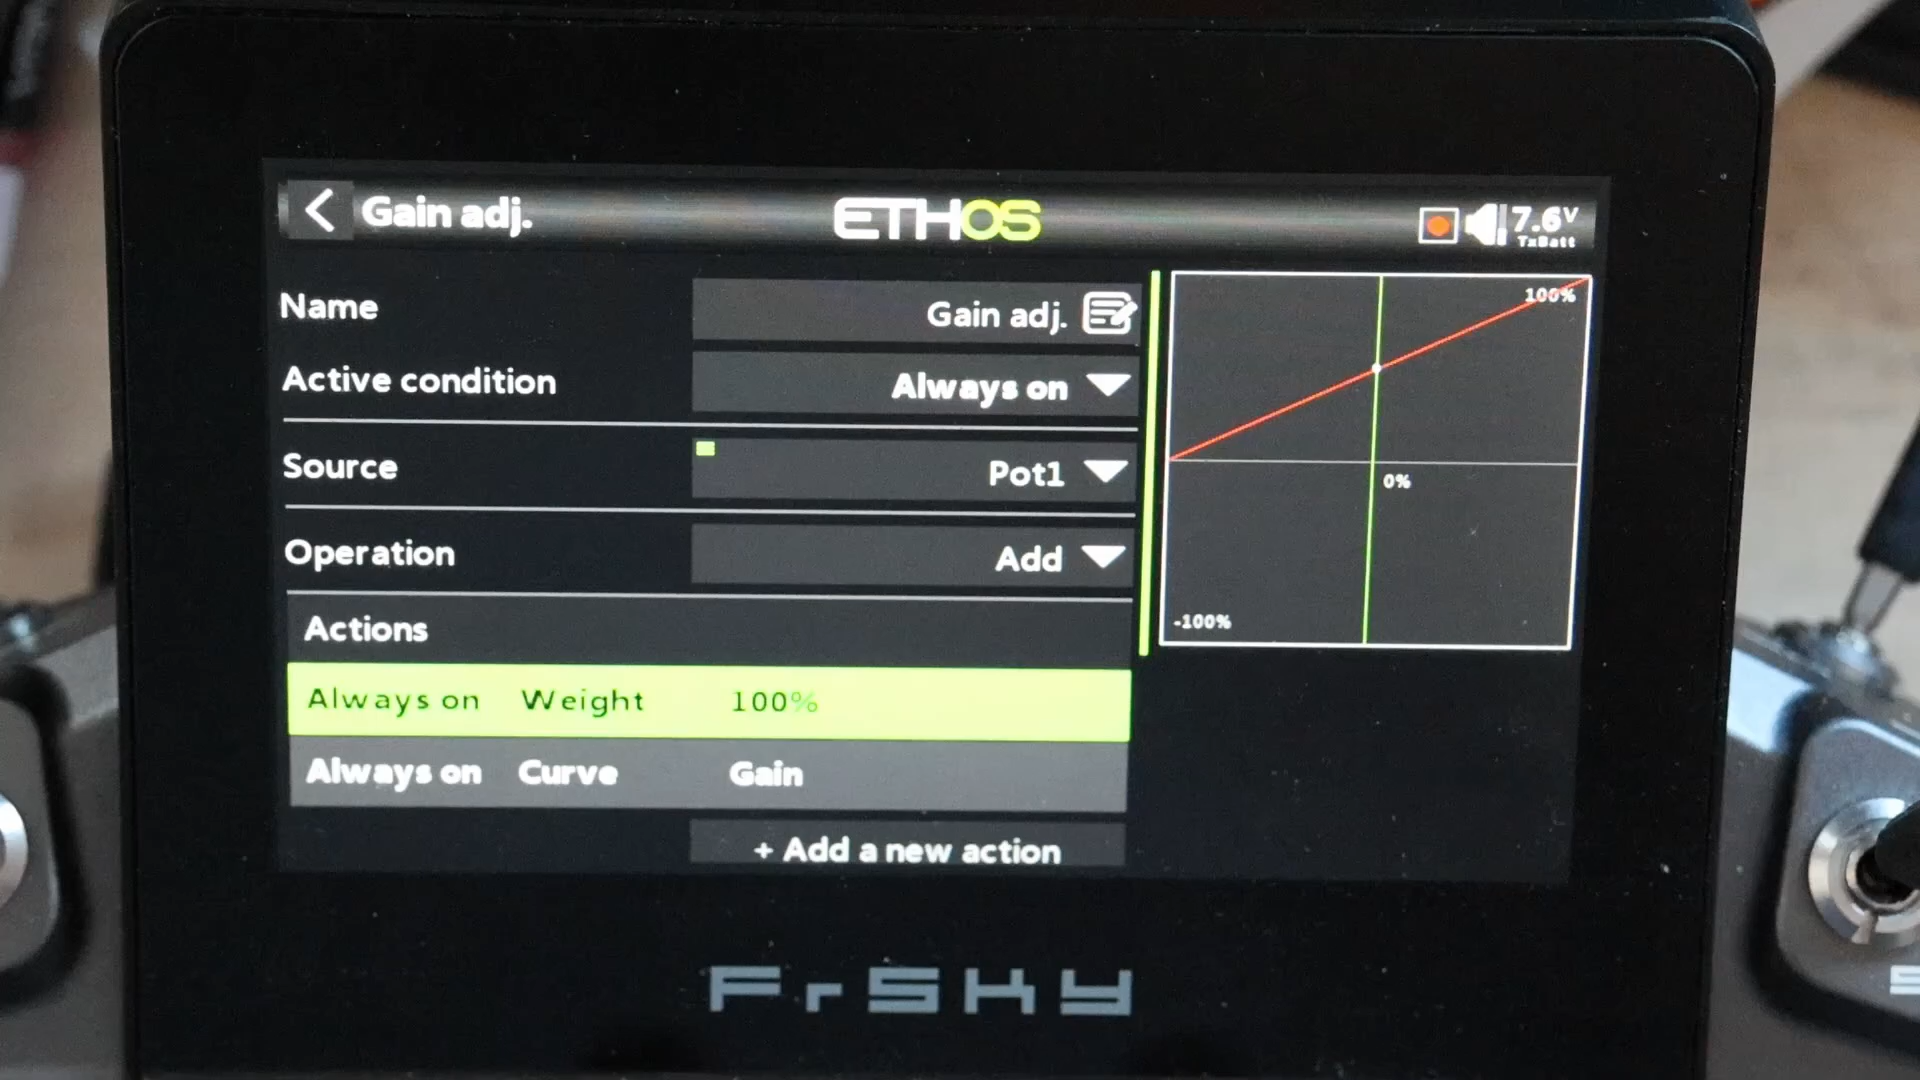 Gain adj.
ETHOS
7.6V
TxBatt
Name
Gain adj.
Active condition
Always on
Source
Pot1
Operation
Add
Actions
Always on Weight 100%
Always on Curve Gain
+ Add a new action
100%
0%
-100%
FrSKY